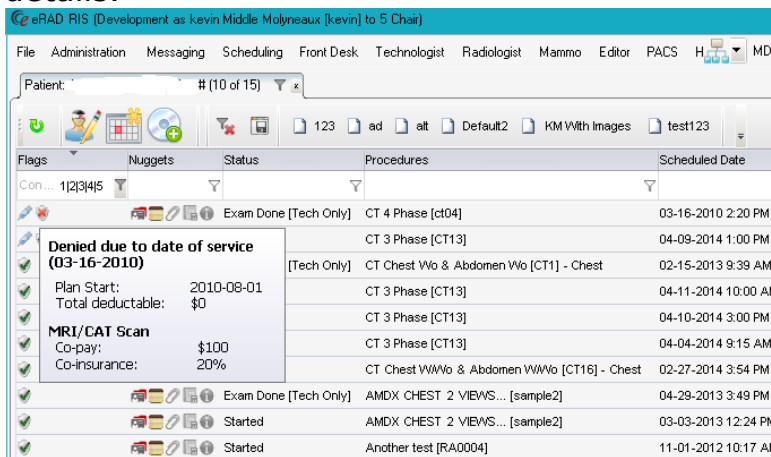 details.
eRAD RIS (Development as kevin Middle Molyneaux [kevin] to 5 Chair)
File Administration Messaging Scheduling Front Desk Technologist Radiologist Mammo Editor PACS H MD
Patient: # (10 of 15) x
123 ad alt Default2 KM With Images test123
Flags Nuggets Status Procedures Scheduled Date
Con... 1|2|3|4|5
Exam Done [Tech Only] CT 4 Phase [ct04] 03-16-2010 2:20 PM
CT 3 Phase [CT13] 04-09-2014 1:00 PM
Denied due to date of service
(03-16-2010)
[Tech Only] CT Chest Wo & Abdomen Wo [CT1] - Chest 02-15-2013 9:39 AM
Plan Start: 2010-08-01
CT 3 Phase [CT13] 04-11-2014 10:00 A
Total deductable: $0
CT 3 Phase [CT13] 04-10-2014 3:00 PM
MRI/CAT Scan
CT 3 Phase [CT13] 04-04-2014 9:15 AM
Co-pay: $100
Co-insurance: 20%
CT Chest W/Wo & Abdomen W/Wo [CT16] - Chest 02-27-2014 3:54 PM
Exam Done [Tech Only] AMDX CHEST 2 VIEWS... [sample2] 04-29-2013 3:49 PM
Started AMDX CHEST 2 VIEWS... [sample2] 03-03-2013 12:24 P
Started Another test [RA0004] 11-01-2012 10:17 A